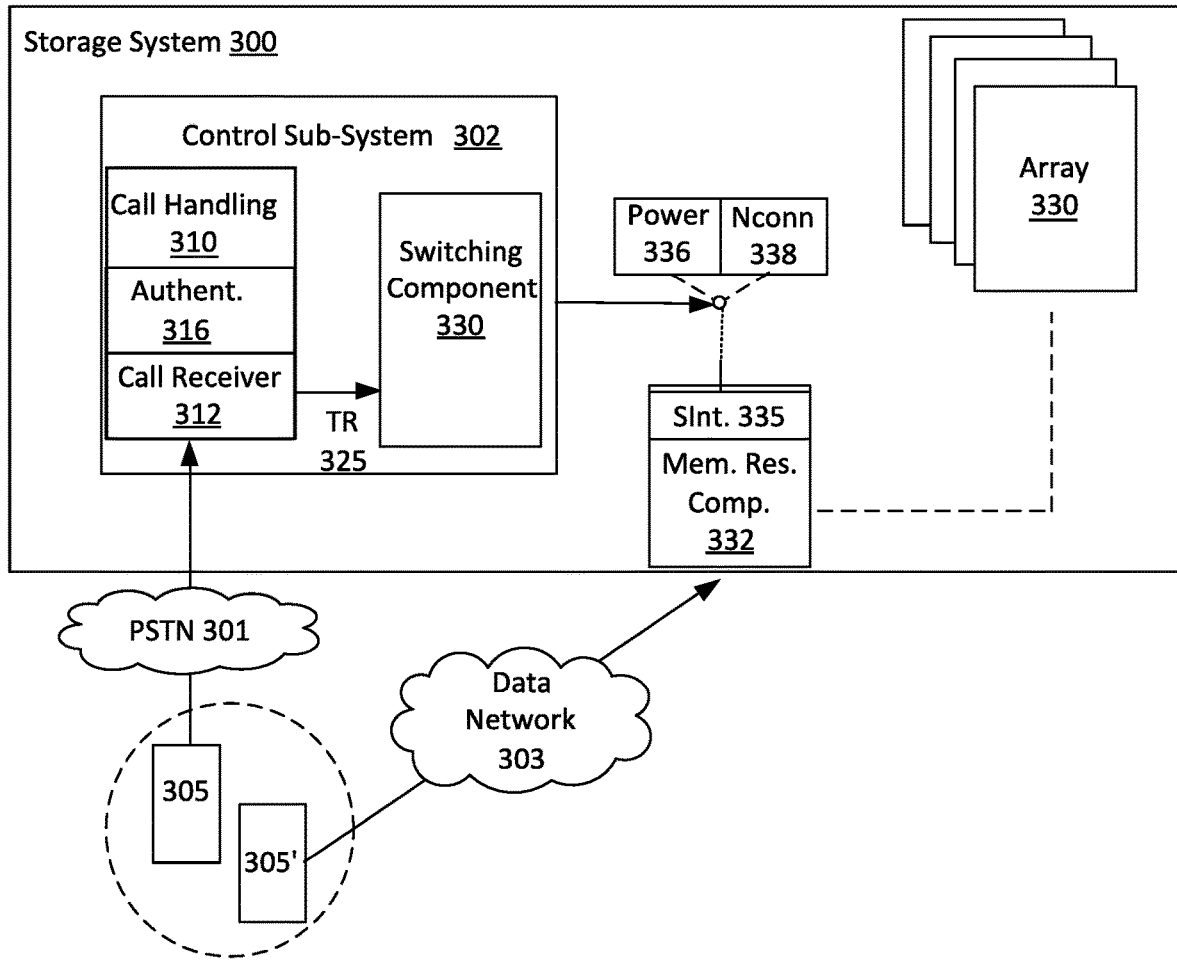 Storage System 300
Control Sub-System 302
Call Handling
310
Authent.
316
Call Receiver
312
TR
325
Switching
Component
330
Power
336
Nconn
338
SInt. 335
Mem. Res.
Comp.
332
Array
330
PSTN 301
Data
Network
303
305
305'